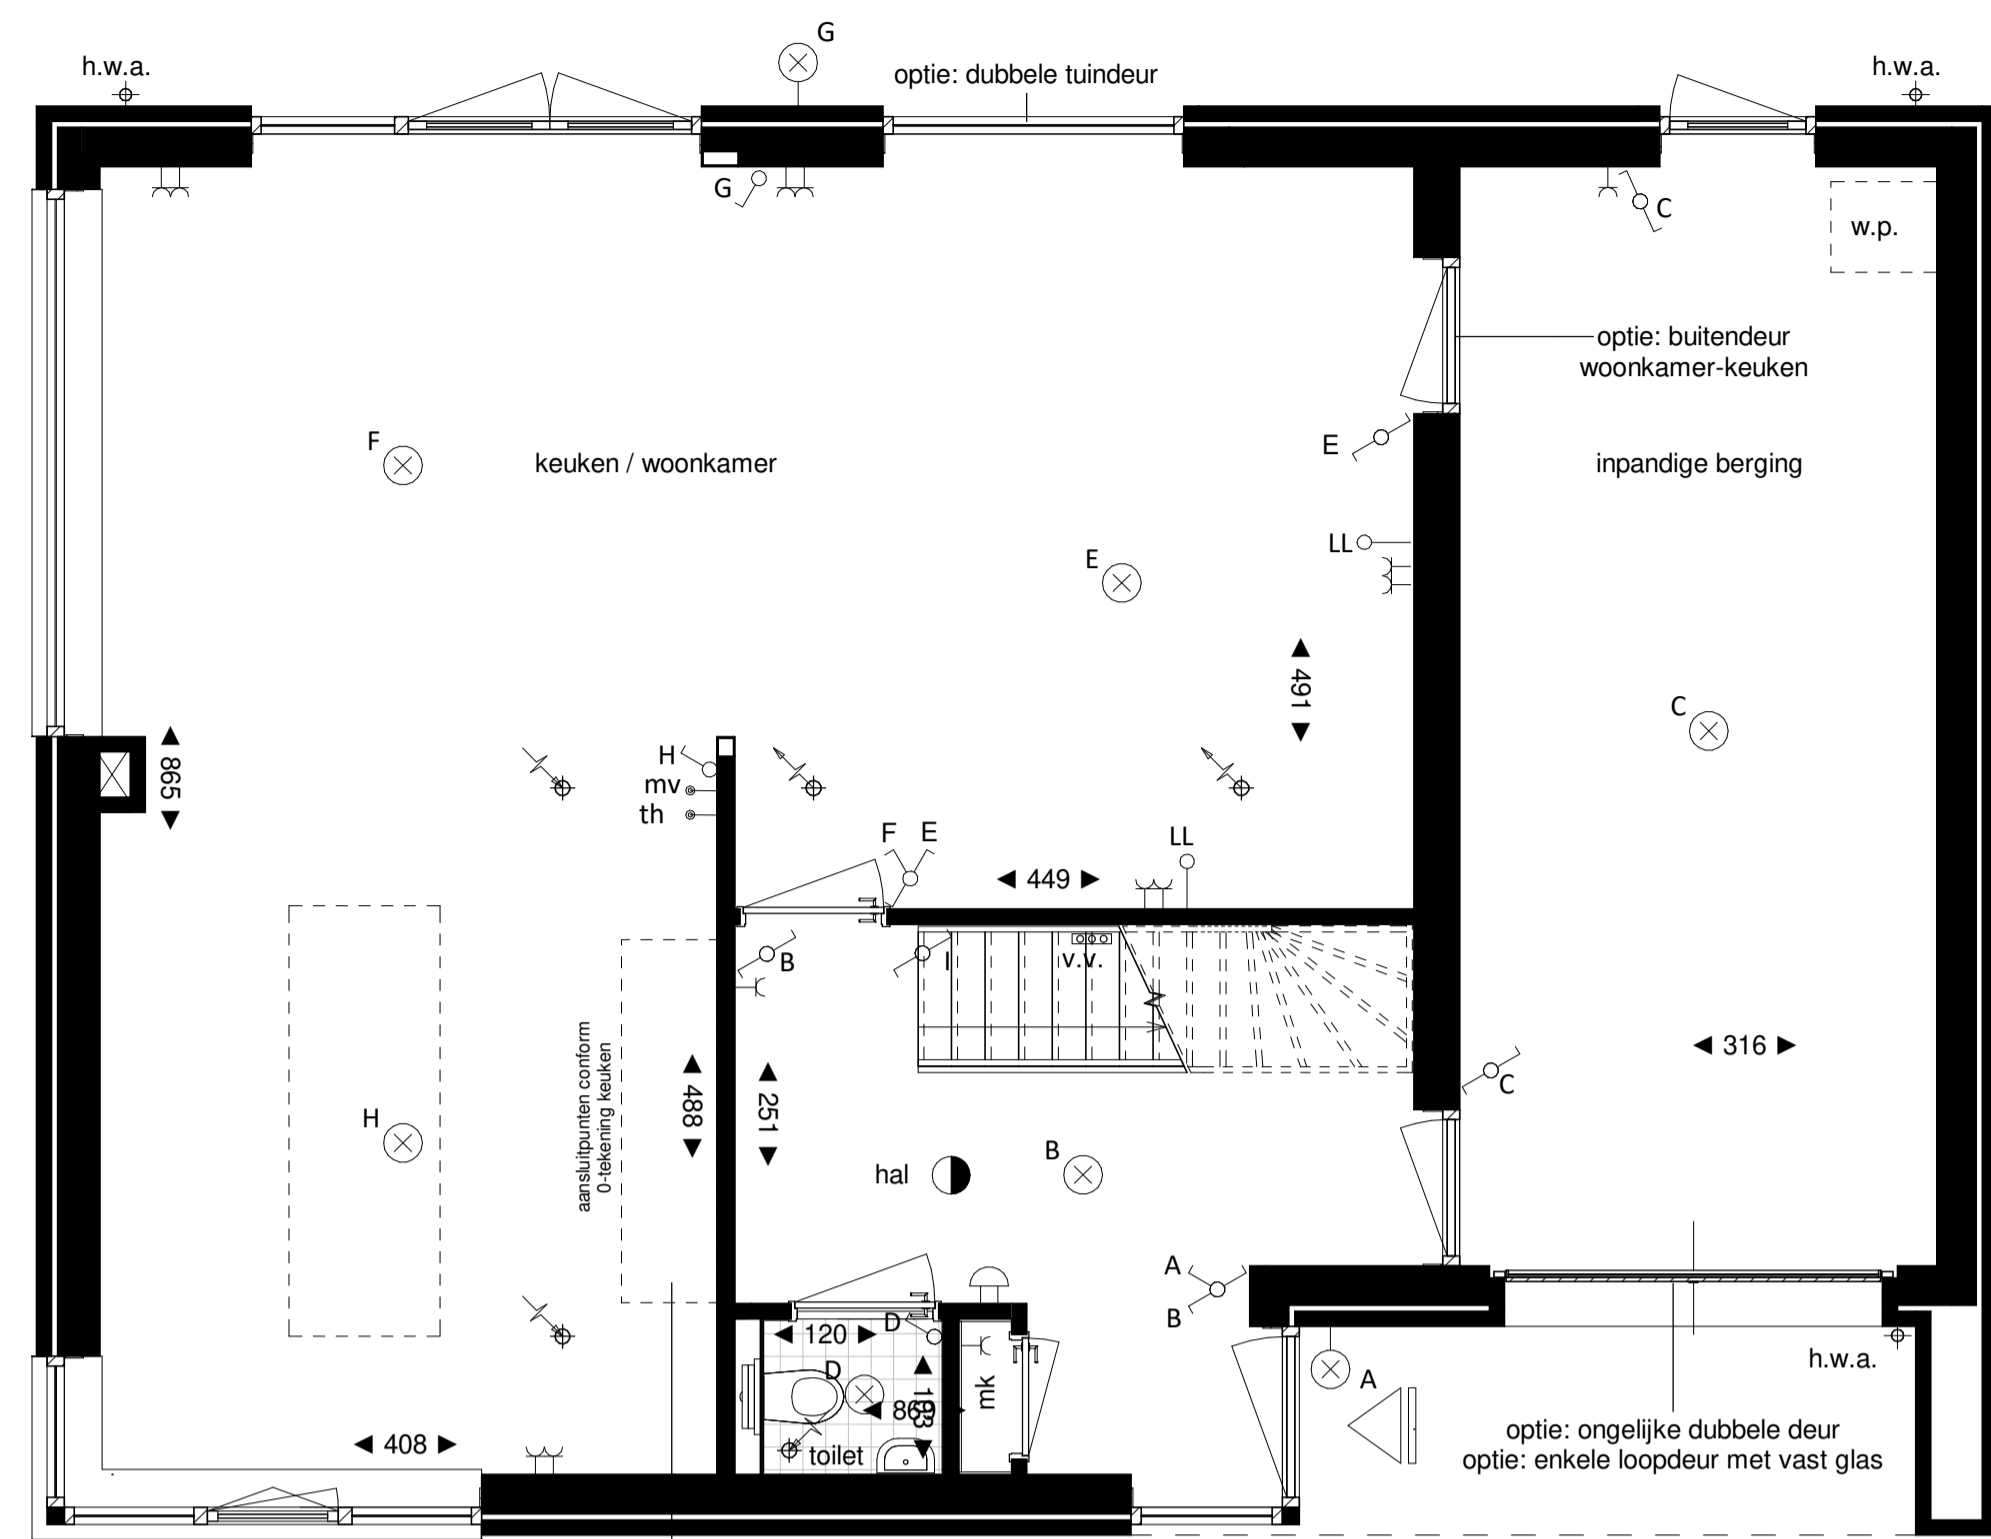 G
h.w.a.
optie: dubbele tuindeur
h.w.a.
G
C
w.p.
optie: buitendeur
woonkamer-keuken
F
keuken / woonkamer
E
inpandige berging
LL
E
491
C
865
H
mv
th
F E
LL
449
B
I
v.v.
316
aansluitpunten conform
0-tekening keuken
488
251
C
H
hal
B
A
B
120
D
D
869
193
mk
toilet
408
A
h.w.a.
optie: ongelijke dubbele deur
optie: enkele loopdeur met vast glas